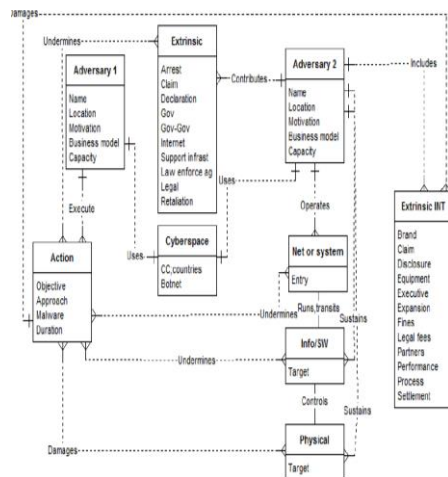 Damages
Undermines
Extrinsic
Arrest
Claim
Declaration
Gov
Gov-Gov
Internet
Support infrast
Law enforce ag
Legal
Retaliation
Adversary 1
Name
Location
Motivation
Business model
Capacity
Contributes
Adversary 2
Name
Location
Motivation
Business model
Capacity
Includes
Uses
Execute
Operates
Extrinsic INT
Brand
Claim
Disclosure
Equipment
Executive
Expansion
Fines
Legal fees
Partners
Performance
Process
Settlement
Cyberspace
CC,countries
Botnet
Uses
Action
Objective
Approach
Malware
Duration
Net or system
Entry
Undermines
Runs,transits
Sustains
Info/SW
Target
Undermines
Controls
Sustains
Physical
Target
Damages